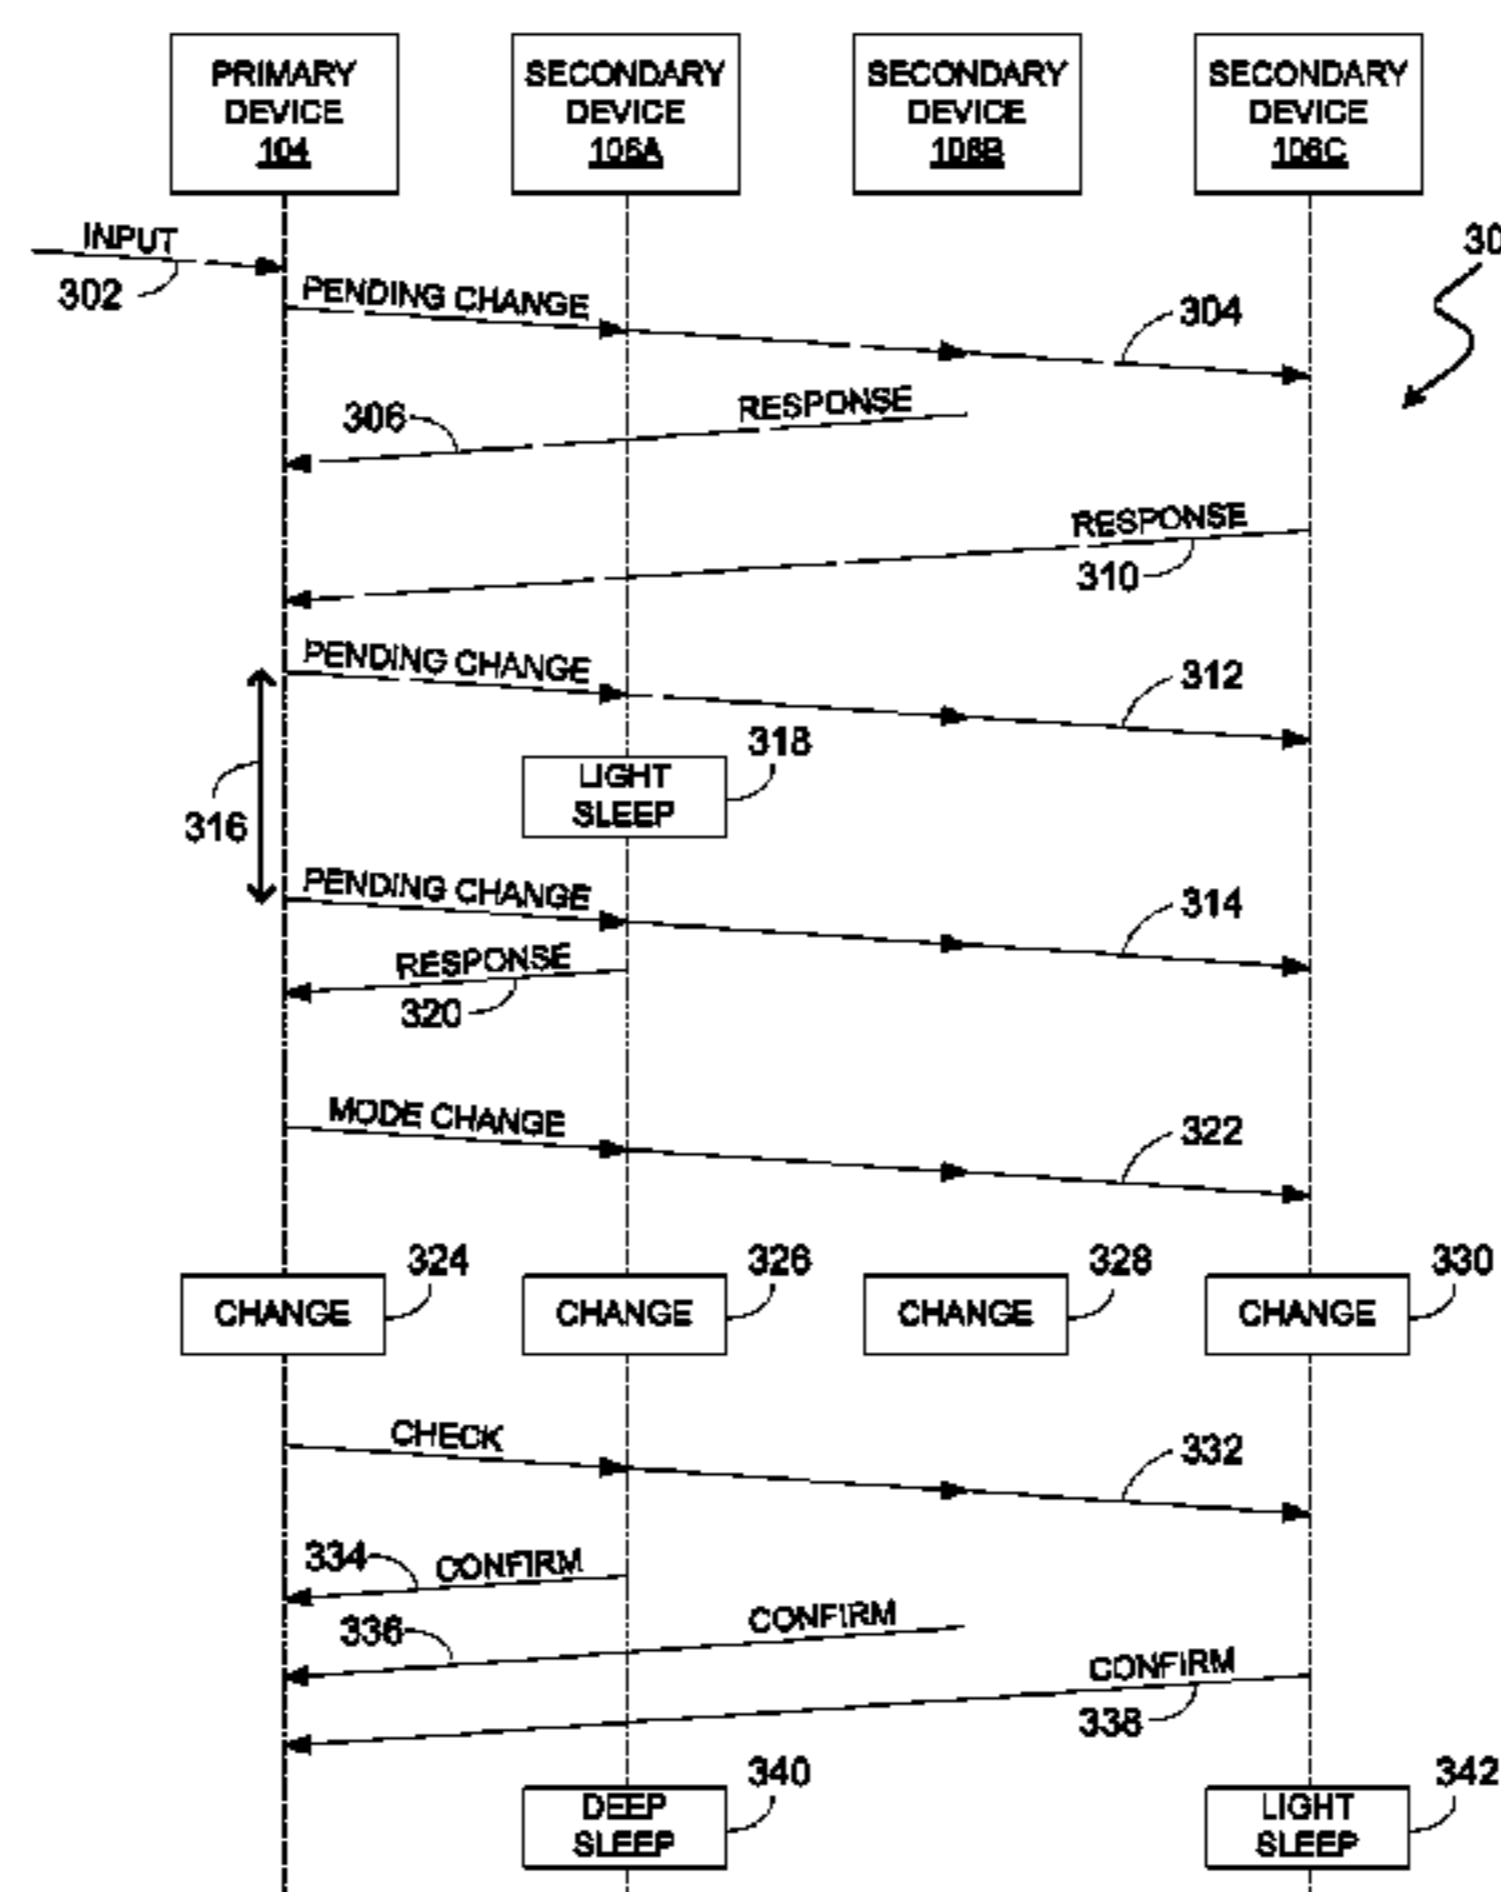 PRIMARY
DEVICE
104
SECONDARY
DEVICE
106A
SECONDARY
DEVICE
106B
SECONDARY
DEVICE
106C
INPUT
302
30
PENDING CHANGE
304
306
RESPONSE
RESPONSE
310
PENDING CHANGE
312
318
LIGHT
SLEEP
316
PENDING CHANGE
314
RESPONSE
320
MODE CHANGE
322
324
326
328
330
CHANGE
CHANGE
CHANGE
CHANGE
CHECK
332
334
CONFIRM
336
CONFIRM
CONFIRM
338
340
342
DEEP
SLEEP
LIGHT
SLEEP